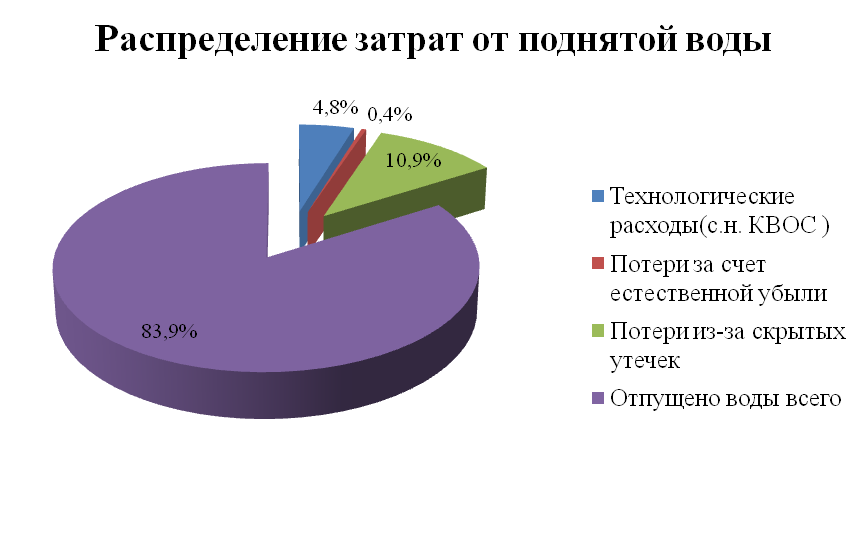 Распределение затрат от поднятой воды
4,8%
0,4%
10,9%
83,9%
Технологические
расходы(с.н. КВОС )
Потери за счет
естественной убыли
Потери из-за скрытых
утечек
Отпущено воды всего